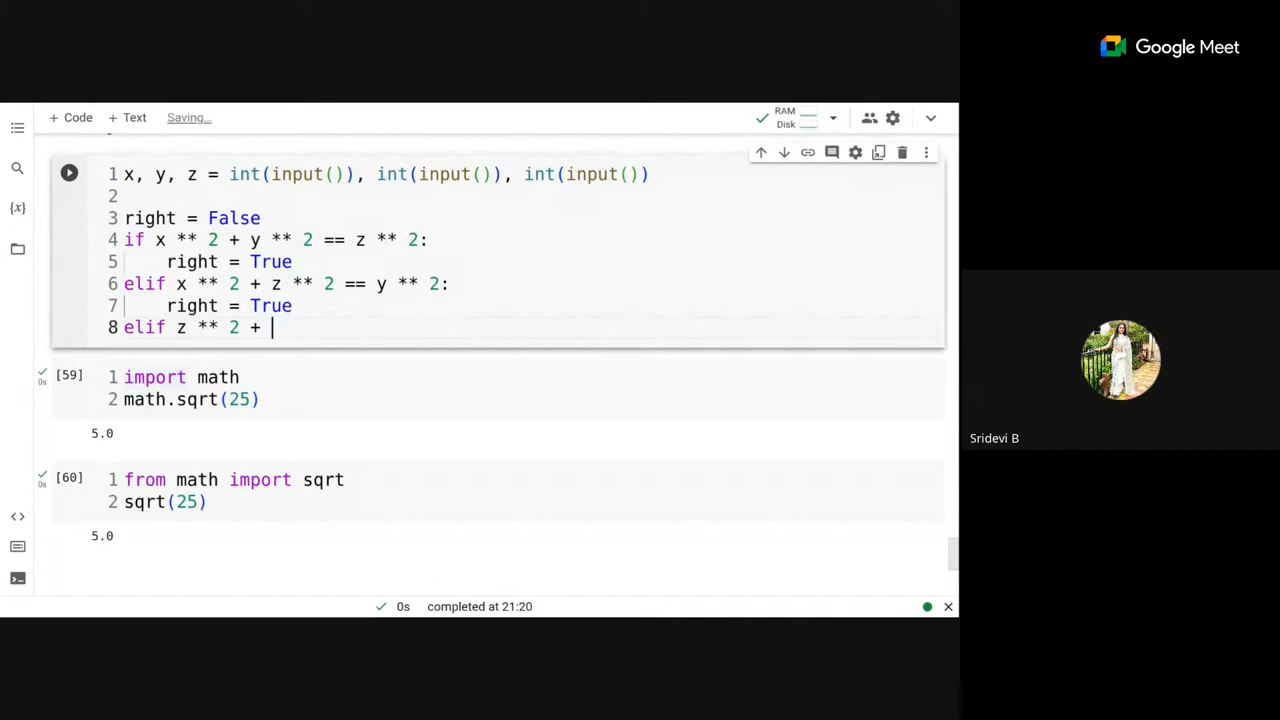 Google Meet
+ Code + Text Saving... RAM Disk
1 x, y, z = int(input()), int(input()), int(input())
2
3 right = False
4 if x ** 2 + y ** 2 == z ** 2:
5 right = True
6 elif x ** 2 + z ** 2 == y ** 2:
7 right = True
8 elif z ** 2 +
[59] 1 import math
0s 2 math.sqrt(25)
5.0
[60] 1 from math import sqrt
0s 2 sqrt(25)
5.0
0s completed at 21:20
Sridevi B